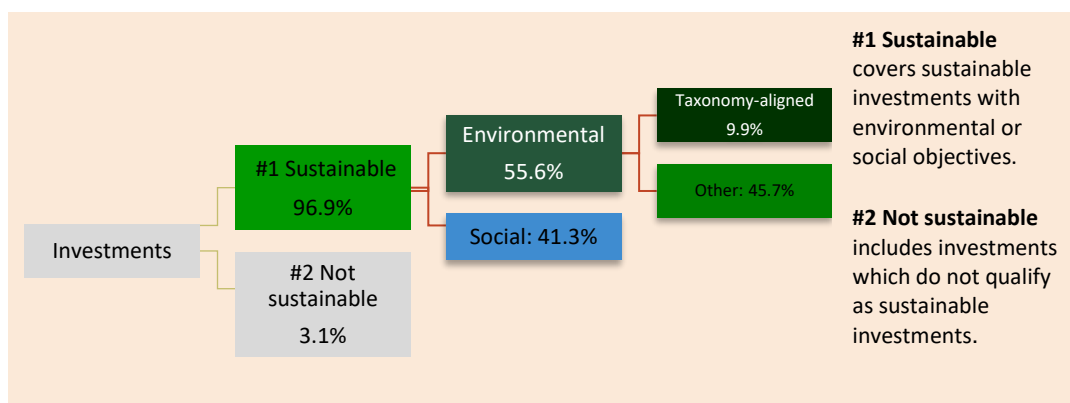 Investments
#1 Sustainable
96.9%
#2 Not
sustainable
3.1%
Environmental
55.6%
Social: 41.3%
Taxonomy-aligned
9.9%
Other: 45.7%
#1 Sustainable
covers sustainable
investments with
environmental or
social objectives.
#2 Not sustainable
includes investments
which do not qualify
as sustainable
investments.